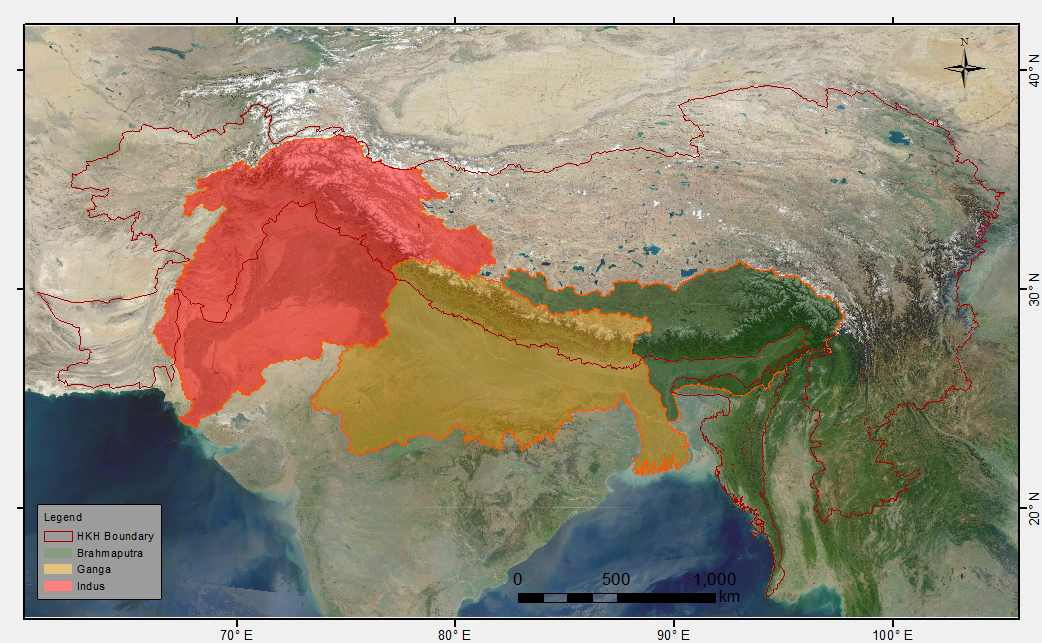 N
40° N
30° N
20° N
Legend
HKH Boundary
Brahmaputra
Ganga
Indus
0 500 1,000
km
70° E 80° E 90° E 100° E